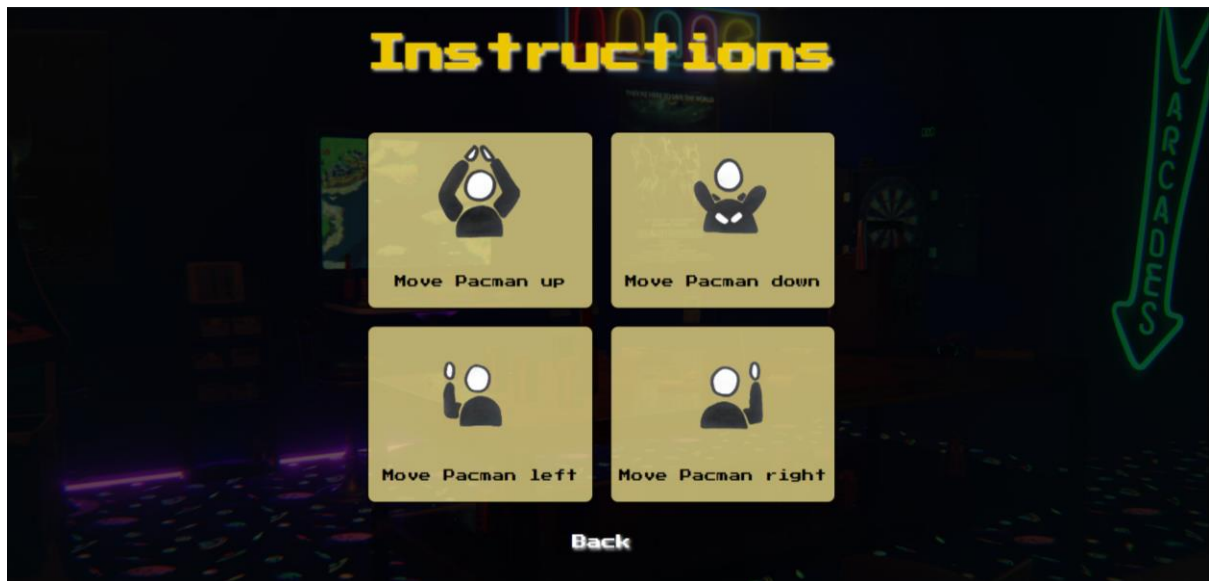 Instructions
Move Pacman up
Move Pacman down
Move Pacman left
Move Pacman right
Back
ARCADES